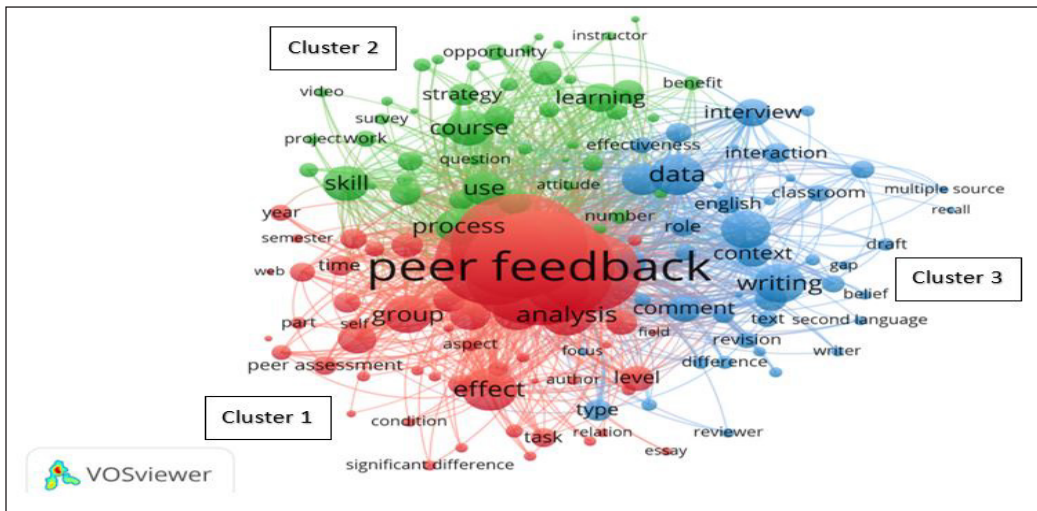 Cluster 2
opportunity
instructor
video
strategy
learning
benefit
survey
course
interview
project work
question
effectiveness
interaction
skill
use
attitude
data
classroom
multiple source
year
process
number
english
recall
semester
role
web
time
peer feedback
context
draft
gap
Cluster 3
group
analysis
comment
writing
belief
part
self
aspect
field
text
second language
focus
revision
peer assessment
difference
writer
effect
author
level
Cluster 1
condition
type
task
relation
reviewer
significant difference
essay
VOSviewer